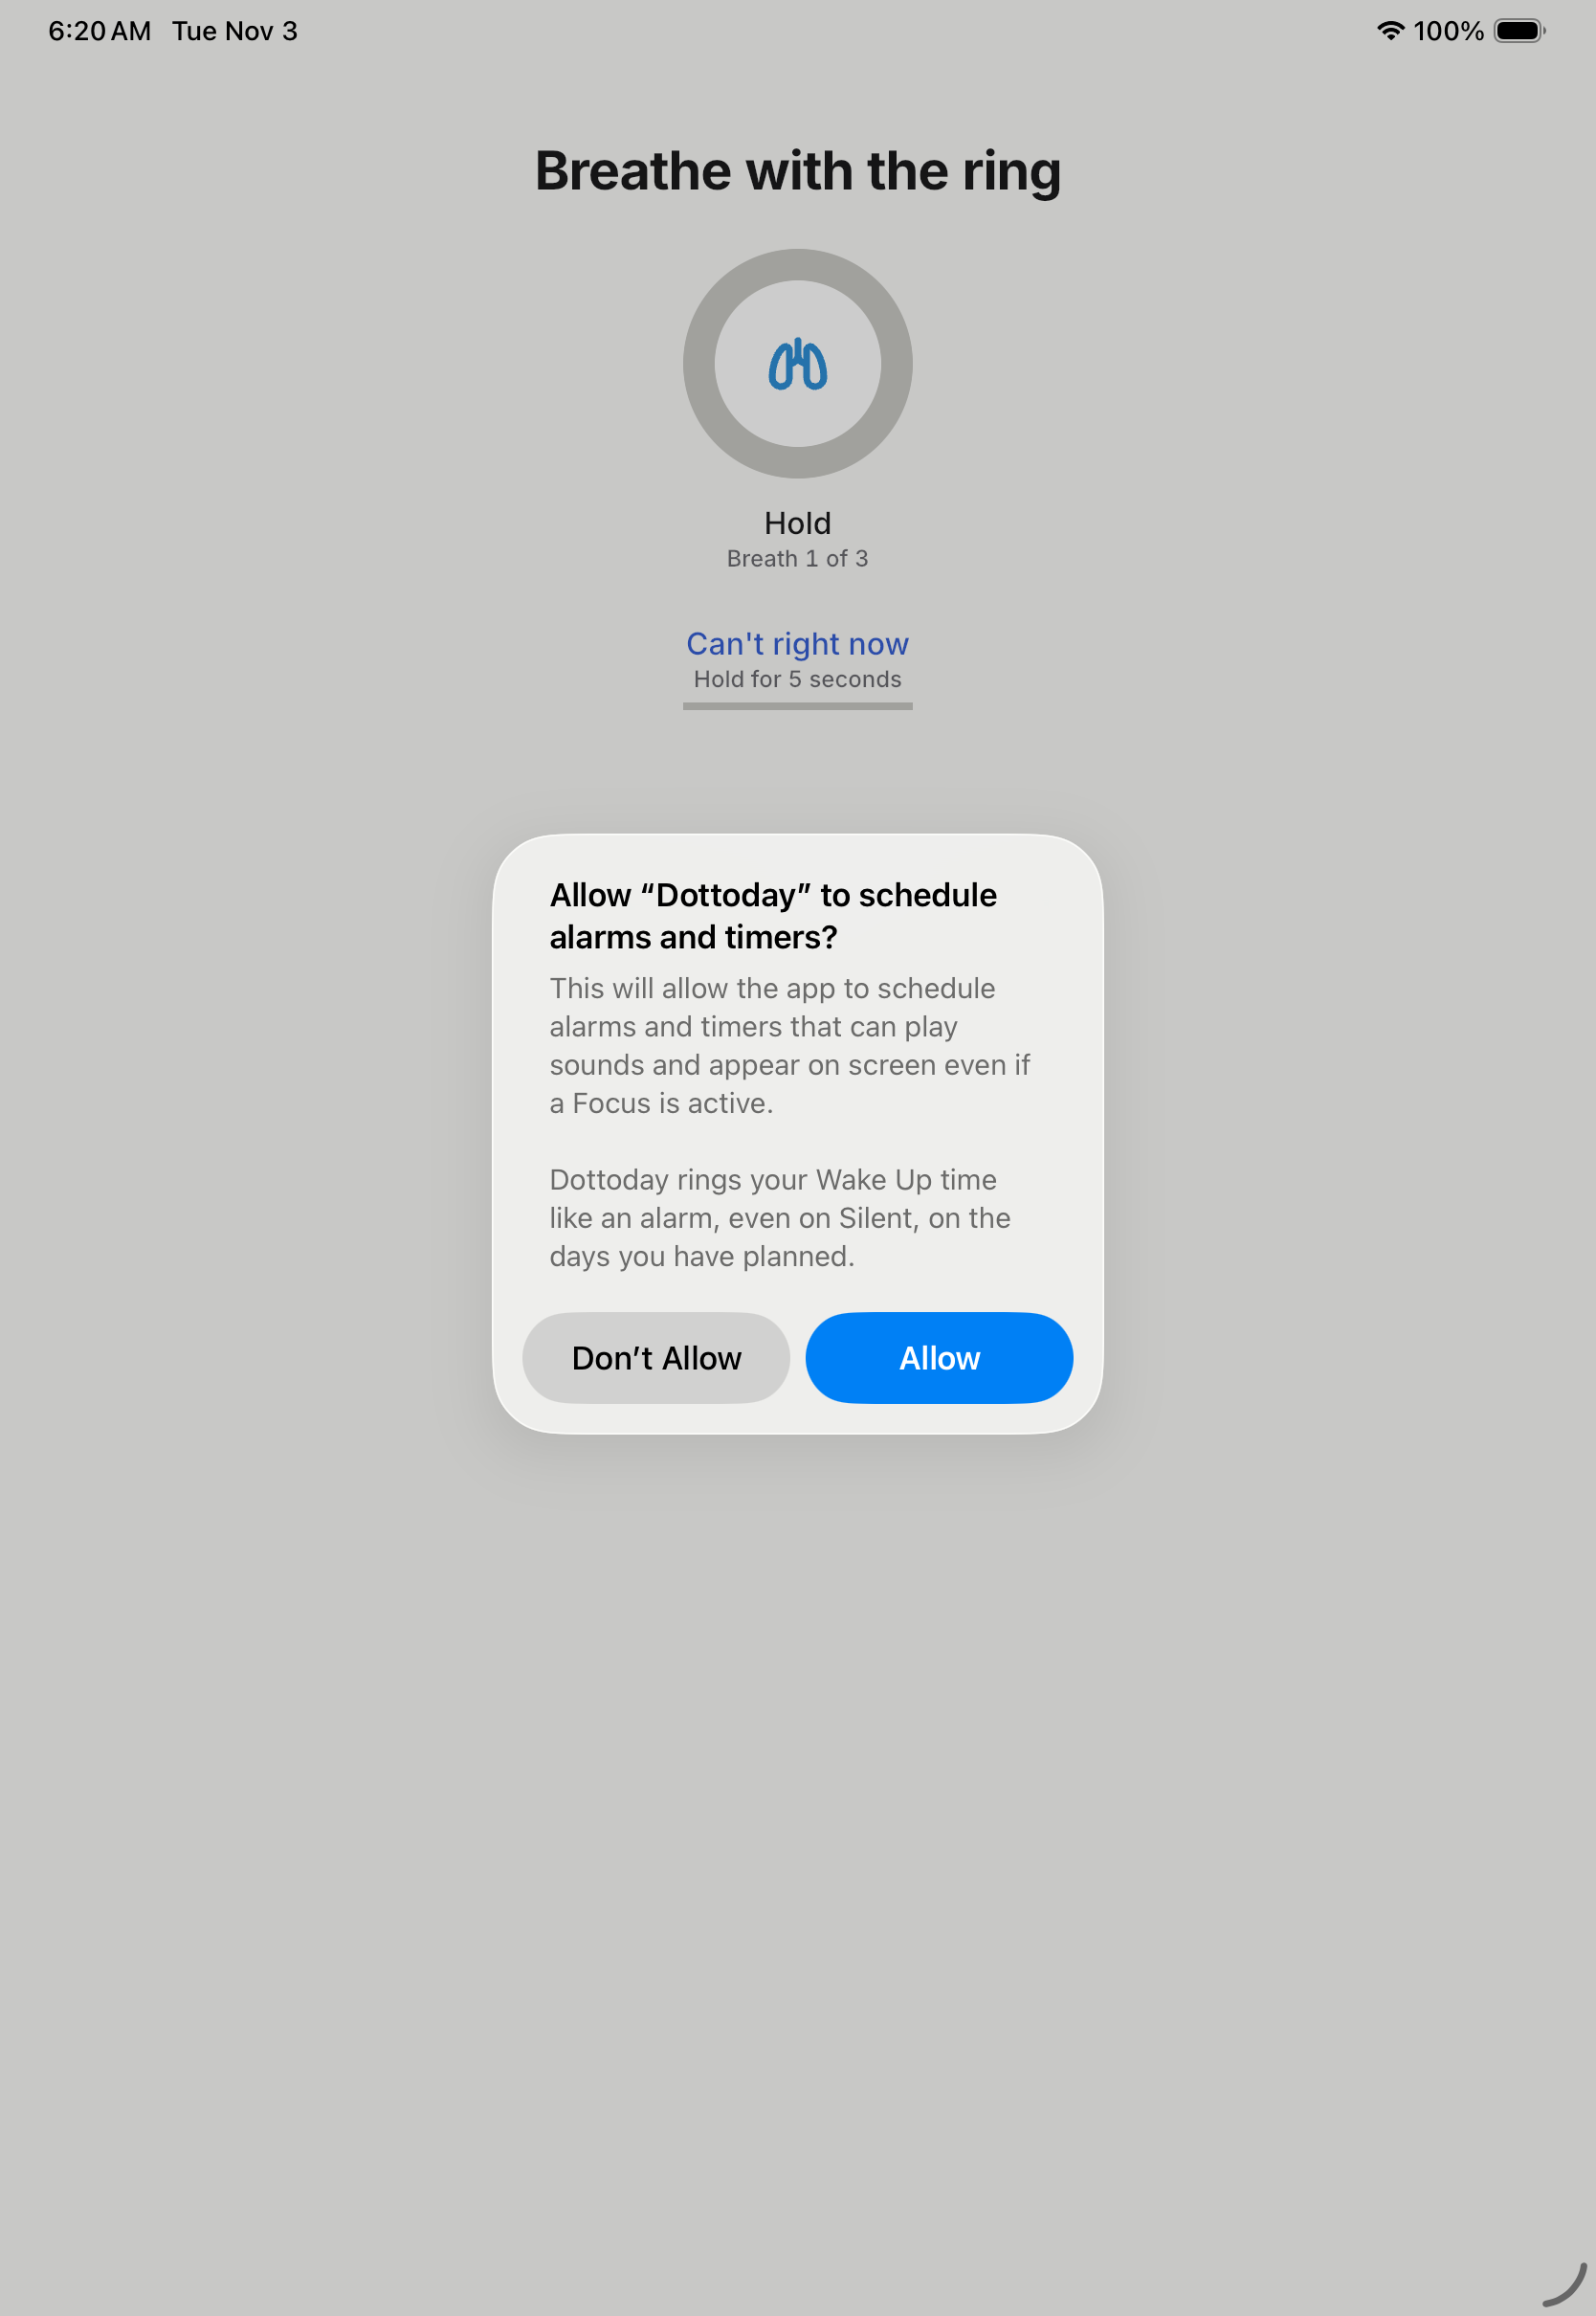 6:20 AM Tue Nov 3
100%
Breathe with the ring
Hold
Breath 1 of 3
Can't right now
Hold for 5 seconds
Allow “Dottoday” to schedule
alarms and timers?
This will allow the app to schedule
alarms and timers that can play
sounds and appear on screen even if
a Focus is active.
Dottoday rings your Wake Up time
like an alarm, even on Silent, on the
days you have planned.
Don’t Allow
Allow